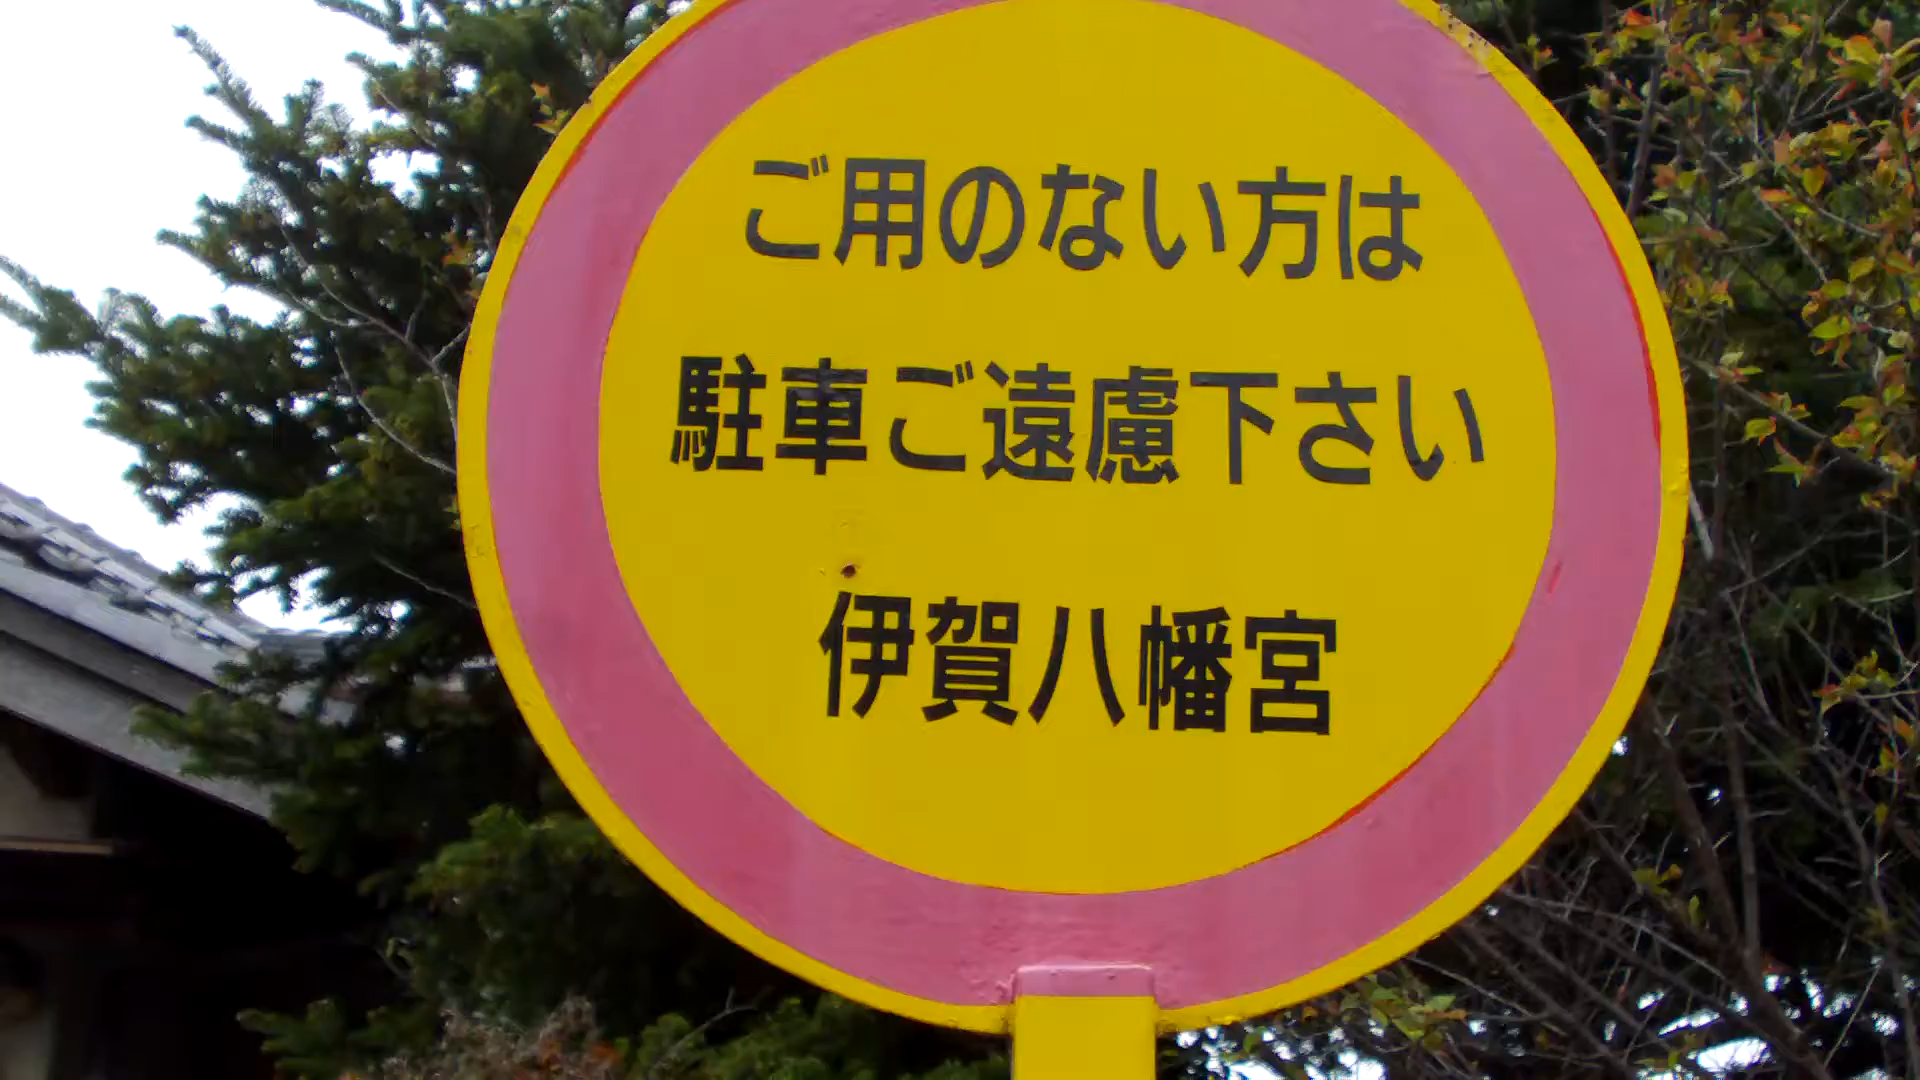 ご用のない方は
駐車ご遠慮下さい
伊賀八幡宮